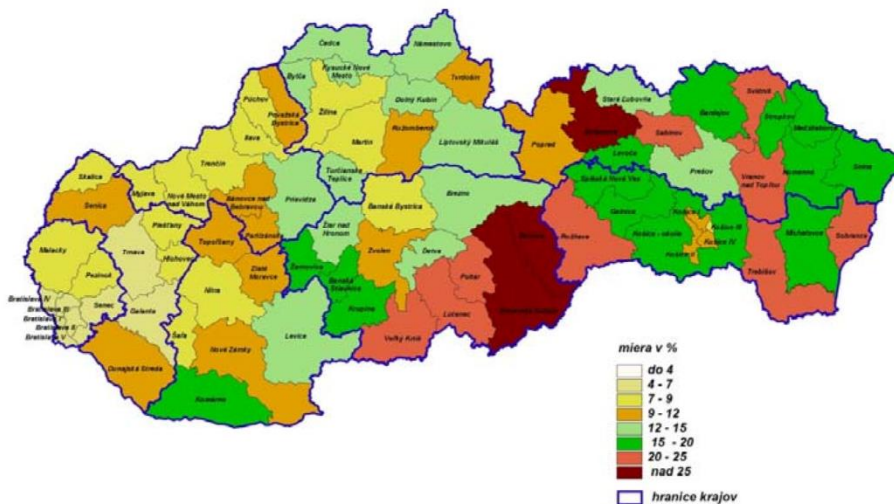 Čadca
Námestovo
Kysucké Nové
Mesto
Bytča
Tvrdošín
Púchov
Považská
Bystrica
Žilina
Dolný Kubín
Ilava
Martin
Ružomberok
Liptovský Mikuláš
Poprad
Stará Ľubovňa
Kežmarok
Sabinov
Bardejov
Svidník
Stropkov
Medzilaborce
Levoča
Prešov
Humenné
Snina
Vranov
nad Topľou
Skalica
Trenčín
Turčianske
Teplice
Myjava
Nové Mesto
nad Váhom
Bánovce nad
Bebravou
Prievidza
Brezno
Spišská Nová Ves
Gelnica
Senica
Banská Bystrica
Partizánske
Piešťany
Topoľčany
Žiar nad
Hronom
Rožňava
Košice - okolie
Košice III
Košice IV
Michalovce
Sobrance
Malacky
Trnava
Hlohovec
Zvolen
Detva
Zlaté
Moravce
Žarnovica
Banská
Štiavnica
Poltár
Trebišov
Pezinok
Nitra
Krupina
Bratislava IV
Bratislava III
Bratislava I
Bratislava II
Bratislava V
Senec
Galanta
Šaľa
Levice
Veľký Krtíš
Lučenec
Rimavská Sobota
Nové Zámky
Dunajská Streda
Komárno
miera v %
do 4
4 - 7
7 - 9
9 - 12
12 - 15
15 - 20
20 - 25
nad 25
hranice krajov